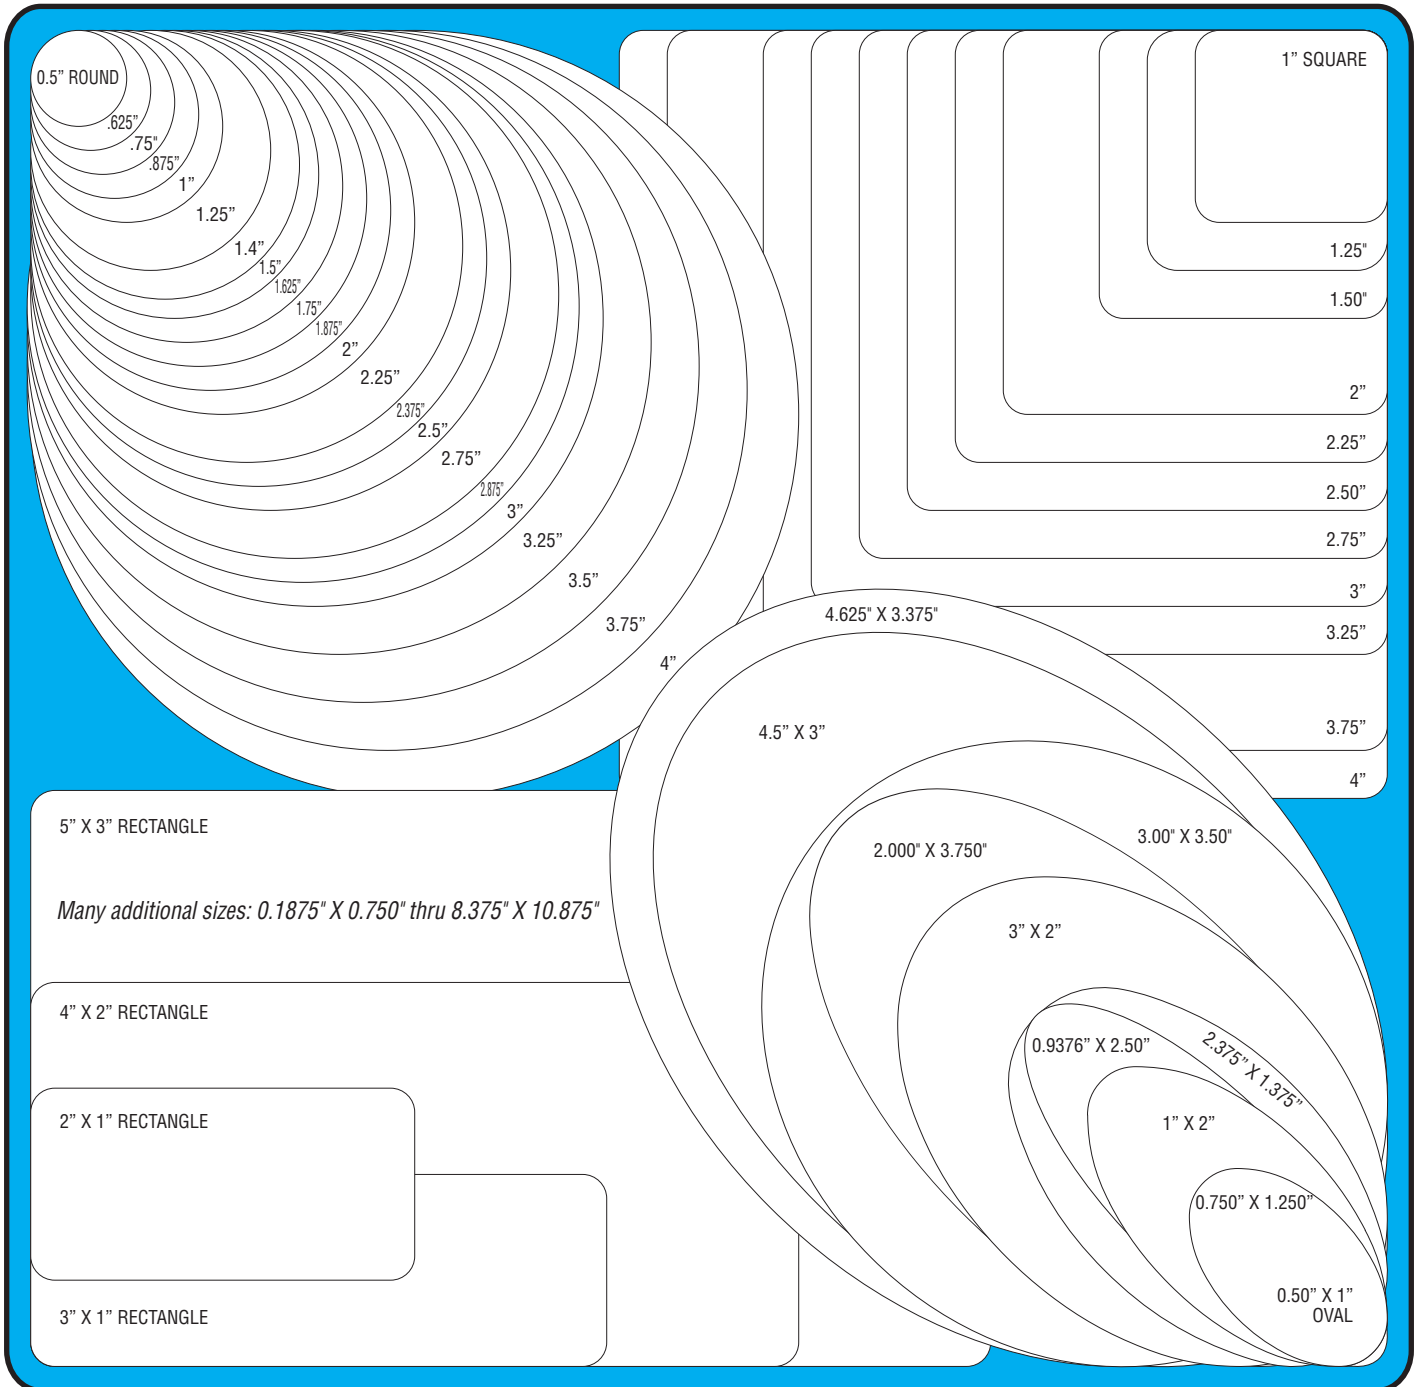 0.5” ROUND
.625”
.75"
.875”
1”
1.25”
1.4”
1.5”
1.625”
1.75”
1.875”
2”
2.25”
2.375”
2.5”
2.75”
2.875”
3”
3.25”
3.5”
3.75”
4”
1” SQUARE
1.25"
1.50"
2”
2.25”
2.50”
2.75”
3”
3.25”
3.75”
4”
5” X 3” RECTANGLE
Many additional sizes: 0.1875" X 0.750" thru 8.375" X 10.875"
4” X 2” RECTANGLE
2” X 1” RECTANGLE
3” X 1” RECTANGLE
4.625" X 3.375"
4.5” X 3”
3.00" X 3.50"
2.000" X 3.750"
3” X 2”
0.9376” X 2.50”
2.375” X 1.375”
1” X 2”
0.750” X 1.250”
0.50” X 1”
OVAL